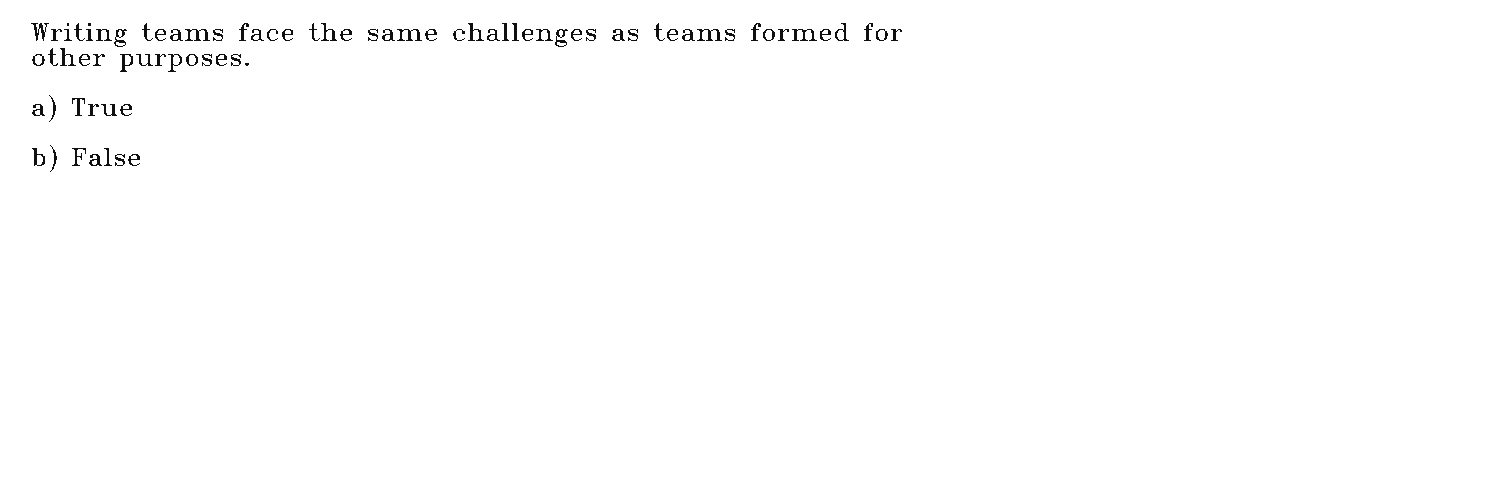 Writing teams face the same challenges as teams formed for
other purposes.
a) True
b) False